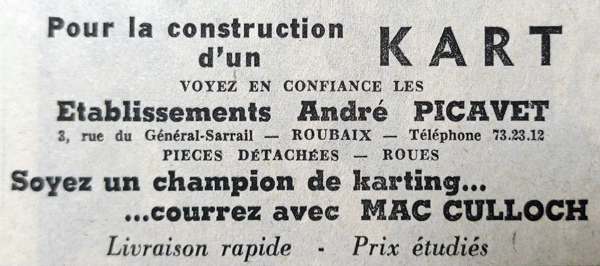 Pour la construction
d'un KART
VOYEZ EN CONFIANCE LES
Etablissements André PICAVET
3, rue du Général-Sarrail — ROUBAIX — Téléphone 73.23.12
PIECES DÉTACHÉES — ROUES
Soyez un champion de karting...
...courrez avec MAC CULLOCH
Livraison rapide - Prix étudiés